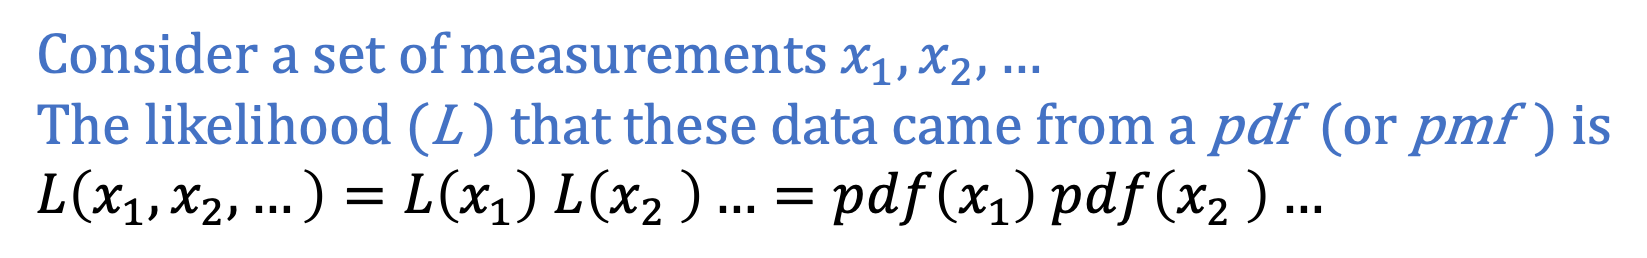 Consider a set of measurements x₁, x₂, ...
The likelihood (L) that these data came from a pdf (or pmf) is
L(x₁, x₂, ...) = L(x₁) L(x₂) ... = pdf(x₁) pdf(x₂) ...